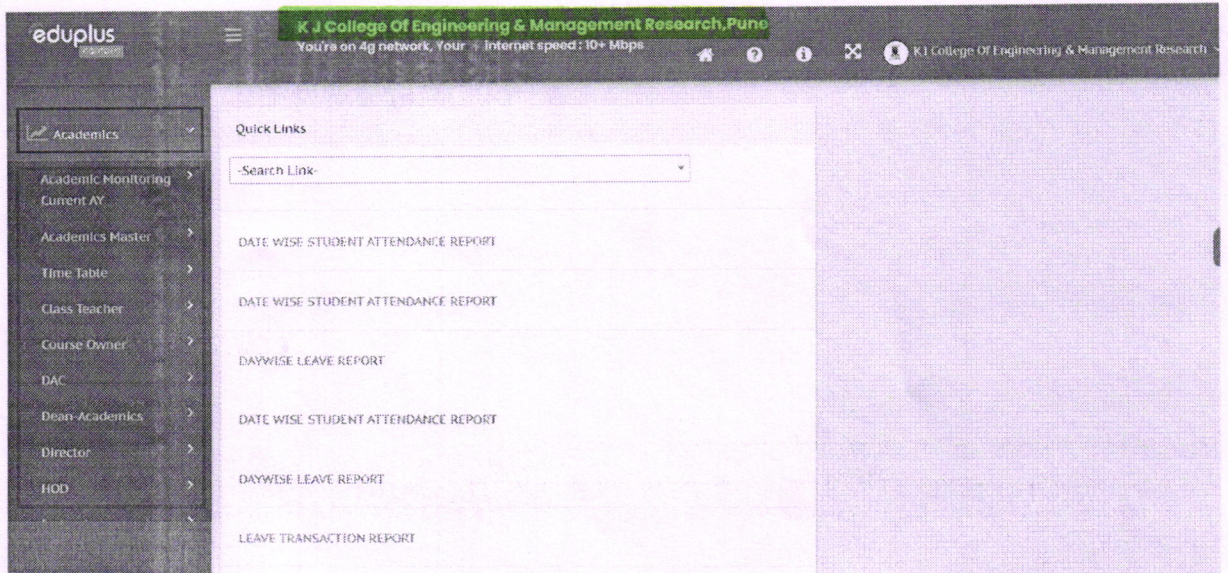 eduplus
K J College Of Engineering & Management Research,Pune
You're on 4g network, Your Internet speed : 10+ Mbps
K J College Of Engineering & Management Research
Academics
Academic Monitoring
Current AY
Academics Master
Time Table
Class Teacher
Course Owner
DAC
Dean-Academics
Director
HOD
Quick Links
-Search Link-
DATE WISE STUDENT ATTENDANCE REPORT
DATE WISE STUDENT ATTENDANCE REPORT
DAYWISE LEAVE REPORT
DATE WISE STUDENT ATTENDANCE REPORT
DAYWISE LEAVE REPORT
LEAVE TRANSACTION REPORT